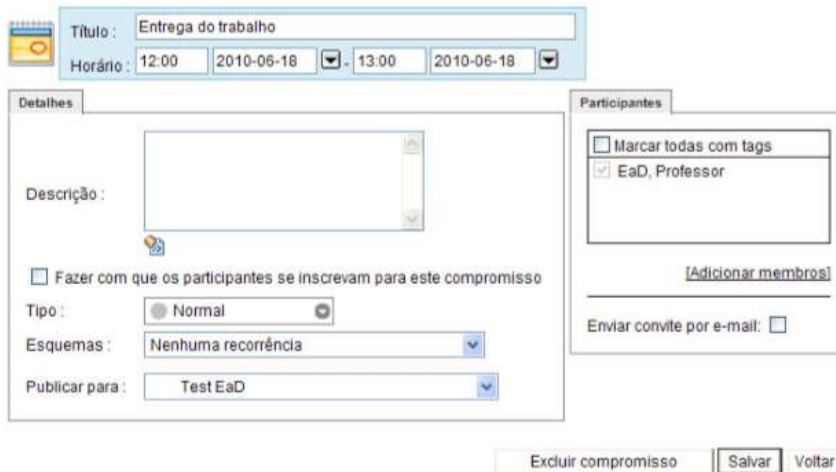 Título : Entrega do trabalho
Horário : 12:00 2010-06-18 - 13:00 2010-06-18
Detalhes
Descrição :
Fazer com que os participantes se inscrevam para este compromisso
Tipo : Normal
Esquemas : Nenhuma recorrência
Publicar para : Test EaD
Participantes
Marcar todas com tags
EaD, Professor
[Adicionar membros]
Enviar convite por e-mail:
Excluir compromisso Salvar Voltar